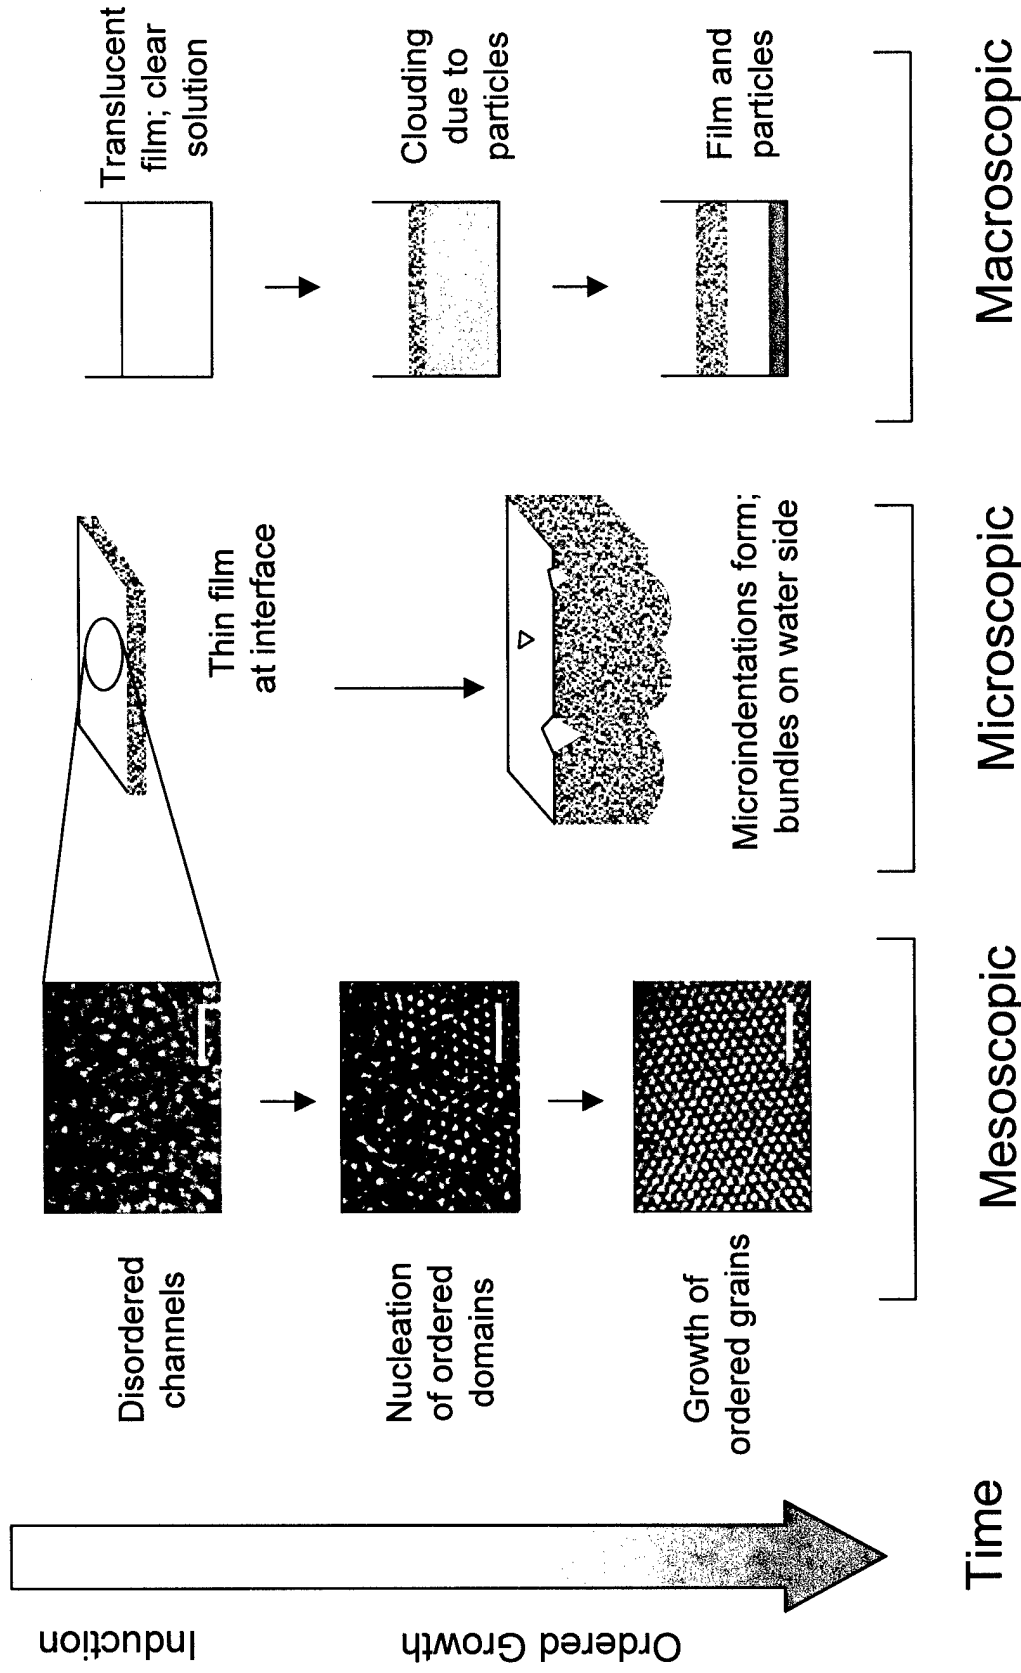 Induction
Ordered Growth
Time
Disordered
channels
Nucleation
of ordered
domains
Growth of
ordered grains
Mesoscopic
Thin film
at interface
Microindentations form;
bundles on water side
Microscopic
Translucent
film; clear
solution
Clouding
due to
particles
Film and
particles
Macroscopic